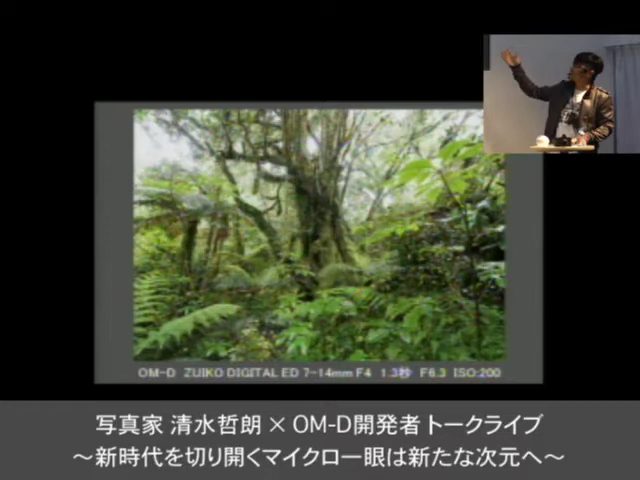 OM-D ZUIKO DIGITAL ED 7-14mm F4 1.3秒 F6.3 ISO:200
写真家 清水哲朗 × OM-D開発者 トークライブ
～新時代を切り開くマイクロ一眼は新たな次元へ～